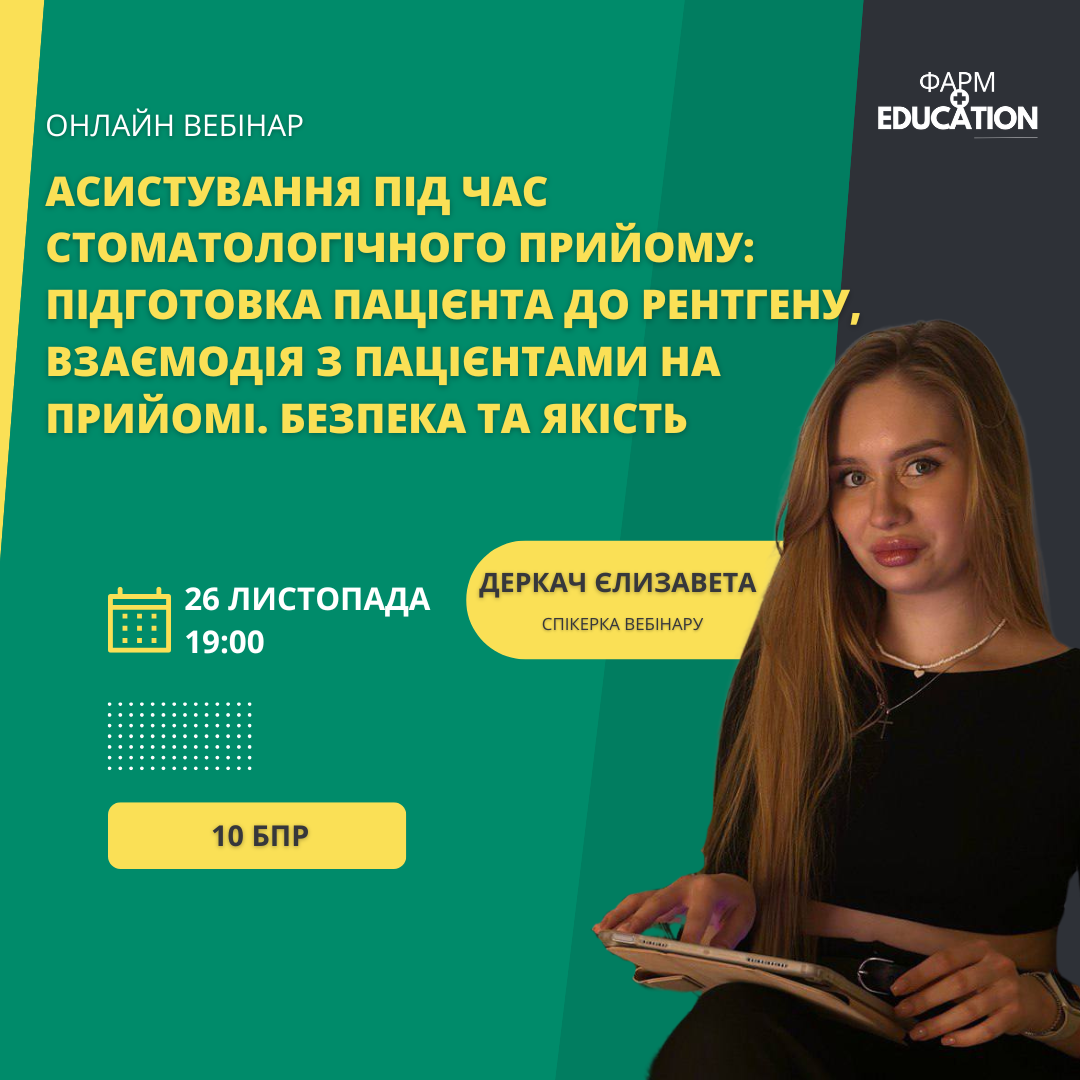 ФАРМ
EDUCATION
ОНЛАЙН ВЕБІНАР
АСИСТУВАННЯ ПІД ЧАС
СТОМАТОЛОГІЧНОГО ПРИЙОМУ:
ПІДГОТОВКА ПАЦІЄНТА ДО РЕНТГЕНУ,
ВЗАЄМОДІЯ З ПАЦІЄНТАМИ НА
ПРИЙОМІ. БЕЗПЕКА ТА ЯКІСТЬ
26 ЛИСТОПАДА
19:00
ДЕРКАЧ ЄЛИЗАВЕТА
СПІКЕРКА ВЕБІНАРУ
10 БПР